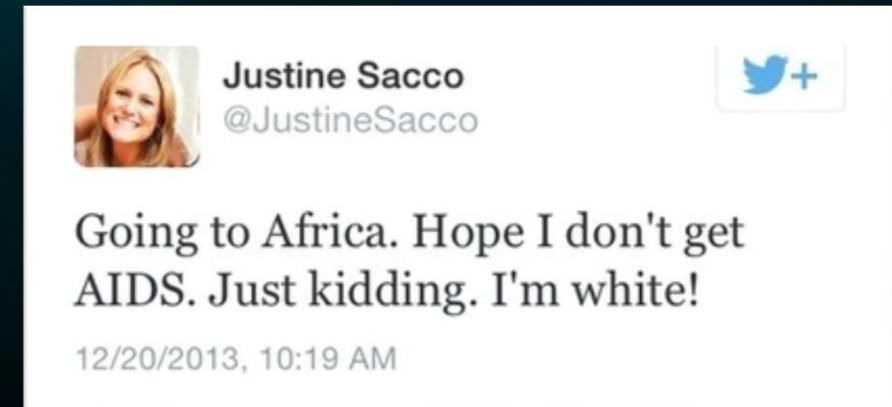 Justine Sacco
@JustineSacco
Going to Africa. Hope I don't get
AIDS. Just kidding. I'm white!
12/20/2013, 10:19 AM